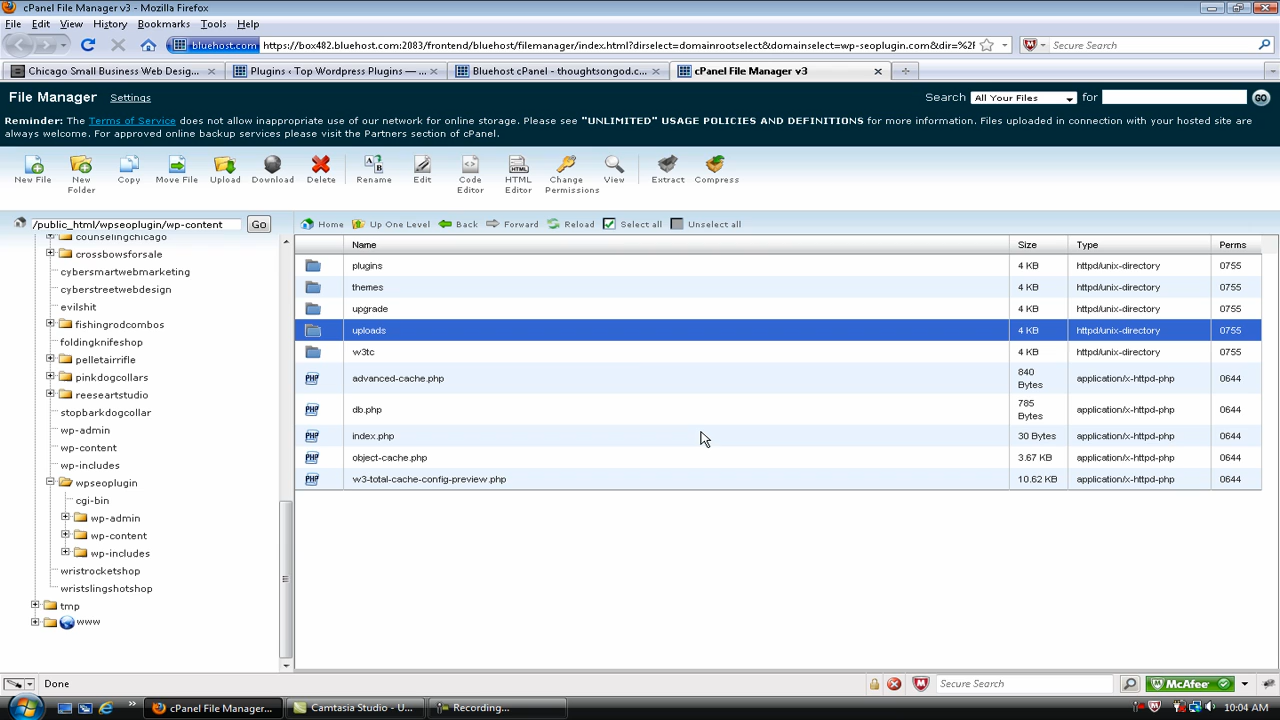 cPanel File Manager v3 - Mozilla Firefox
File Edit View History Bookmarks Tools Help
bluehost.com https://box482.bluehost.com:2083/frontend/bluehost/filemanager/index.html?dirselect=domainrootselect&domainselect=wp-seoplugin.com&dir=%2F Secure Search
Chicago Small Business Web Desig... Plugins ‹ Top Wordpress Plugins — ... Bluehost cPanel - thoughtsongod.c... cPanel File Manager v3
File Manager Settings Search All Your Files for GO
Reminder: The Terms of Service does not allow inappropriate use of our network for online storage. Please see "UNLIMITED" USAGE POLICIES AND DEFINITIONS for more information. Files uploaded in connection with your hosted site are
always welcome. For approved online backup services please visit the Partners section of cPanel.
New File New Folder Copy Move File Upload Download Delete Rename Edit Code Editor HTML Editor Change Permissions View Extract Compress
/public_html/wpseoplugin/wp-content Go Home Up One Level Back Forward Reload Select all Unselect all
counselingchicago
crossbowsforsale
cybersmartwebmarketing
cyberstreetwebdesign
evilshit
fishingrodcombos
foldingknifeshop
pelletairrifle
pinkdogcollars
reeseartstudio
stopbarkdogcollar
wp-admin
wp-content
wp-includes
wpseoplugin
cgi-bin
wp-admin
wp-content
wp-includes
wristrocketshop
wristslingshotshop
tmp
www
Name Size Type Perms
plugins 4 KB httpd/unix-directory 0755
themes 4 KB httpd/unix-directory 0755
upgrade 4 KB httpd/unix-directory 0755
uploads 4 KB httpd/unix-directory 0755
w3tc 4 KB httpd/unix-directory 0755
PHP advanced-cache.php 840 Bytes application/x-httpd-php 0644
PHP db.php 785 Bytes application/x-httpd-php 0644
PHP index.php 30 Bytes application/x-httpd-php 0644
PHP object-cache.php 3.67 KB application/x-httpd-php 0644
PHP w3-total-cache-config-preview.php 10.62 KB application/x-httpd-php 0644
Done Secure Search McAfee
cPanel File Manager... Camtasia Studio - U... Recording... 10:04 AM